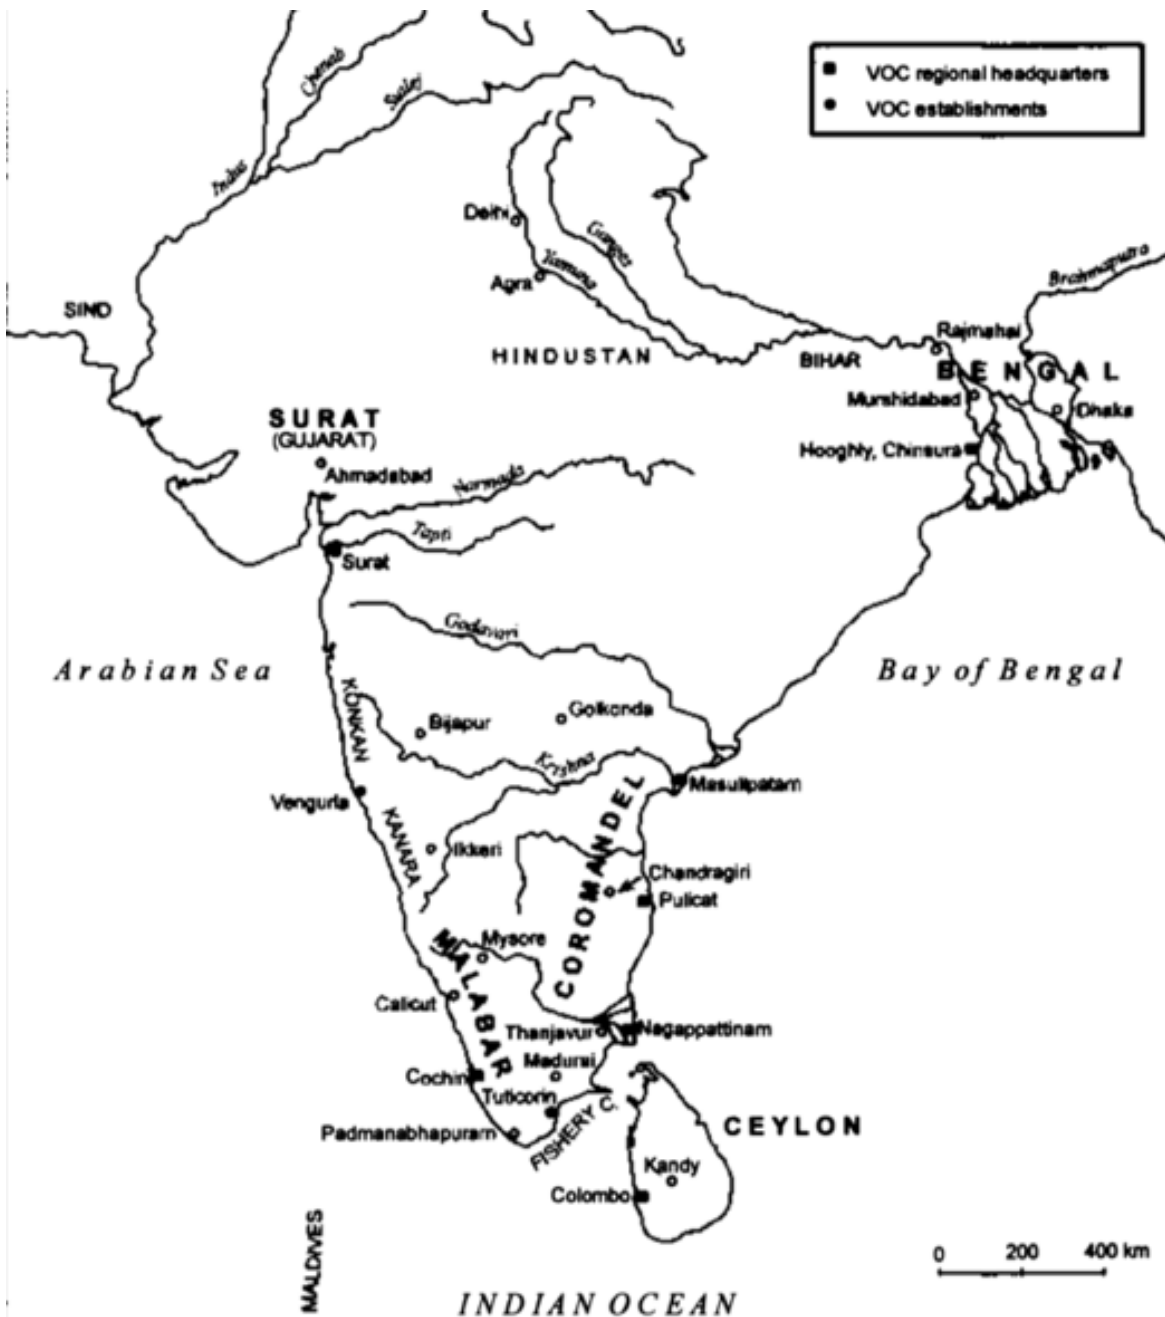 VOC regional headquarters
VOC establishments
Chenab
Sutlej
Indus
Delhi
Ganges
Yamuna
Agra
Brahmaputra
SIND
HINDUSTAN
BIHAR
Rajmahal
BENGAL
Murshidabad
Dhaka
Hooghly, Chinsura
SURAT
(GUJARAT)
Ahmadabad
Narmada
Tapti
Surat
Godavari
Arabian Sea
Bay of Bengal
KONKAN
Bijapur
Golkonda
Krishna
Masulipatam
Vengurla
KANARA
Ikkeri
COROMANDEL
Chandragiri
Pulicat
MALABAR
Mysore
Calicut
Thanjavur
Nagappattinam
Cochin
Madurai
Tuticorin
Padmanabhapuram
FISHERY C.
CEYLON
Kandy
Colombo
MALDIVES
0 200 400 km
INDIAN OCEAN